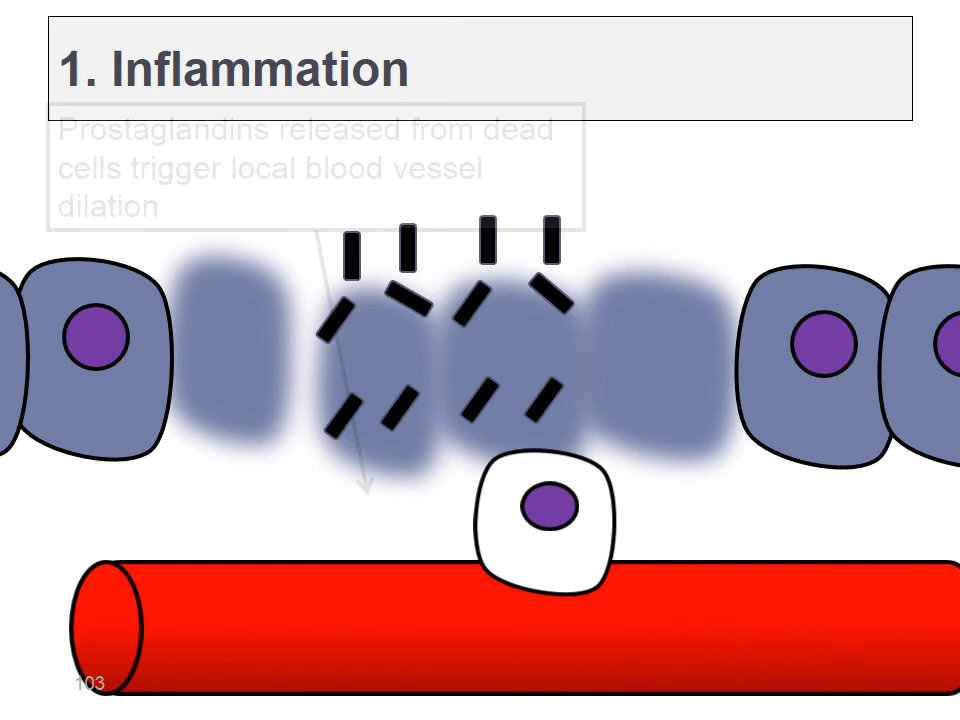 1. Inflammation
Prostaglandins released from dead
cells trigger local blood vessel
dilation
103